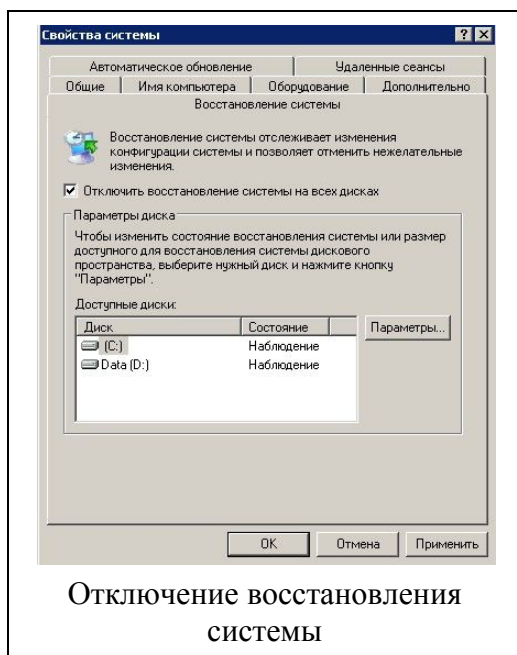 Свойства системы
Автоматическое обновление
Удаленные сеансы
Общие
Имя компьютера
Оборудование
Дополнительно
Восстановление системы
Восстановление системы отслеживает изменения
конфигурации системы и позволяет отменить нежелательные
изменения.
Отключить восстановление системы на всех дисках
Параметры диска
Чтобы изменить состояние восстановления системы или размер
доступного для восстановления системы дискового
пространства, выберите нужный диск и нажмите кнопку
"Параметры".
Доступные диски:
Диск
Состояние
Параметры...
(C:)
Наблюдение
Data (D:)
Наблюдение
OK
Отмена
Применить
Отключение восстановления
системы